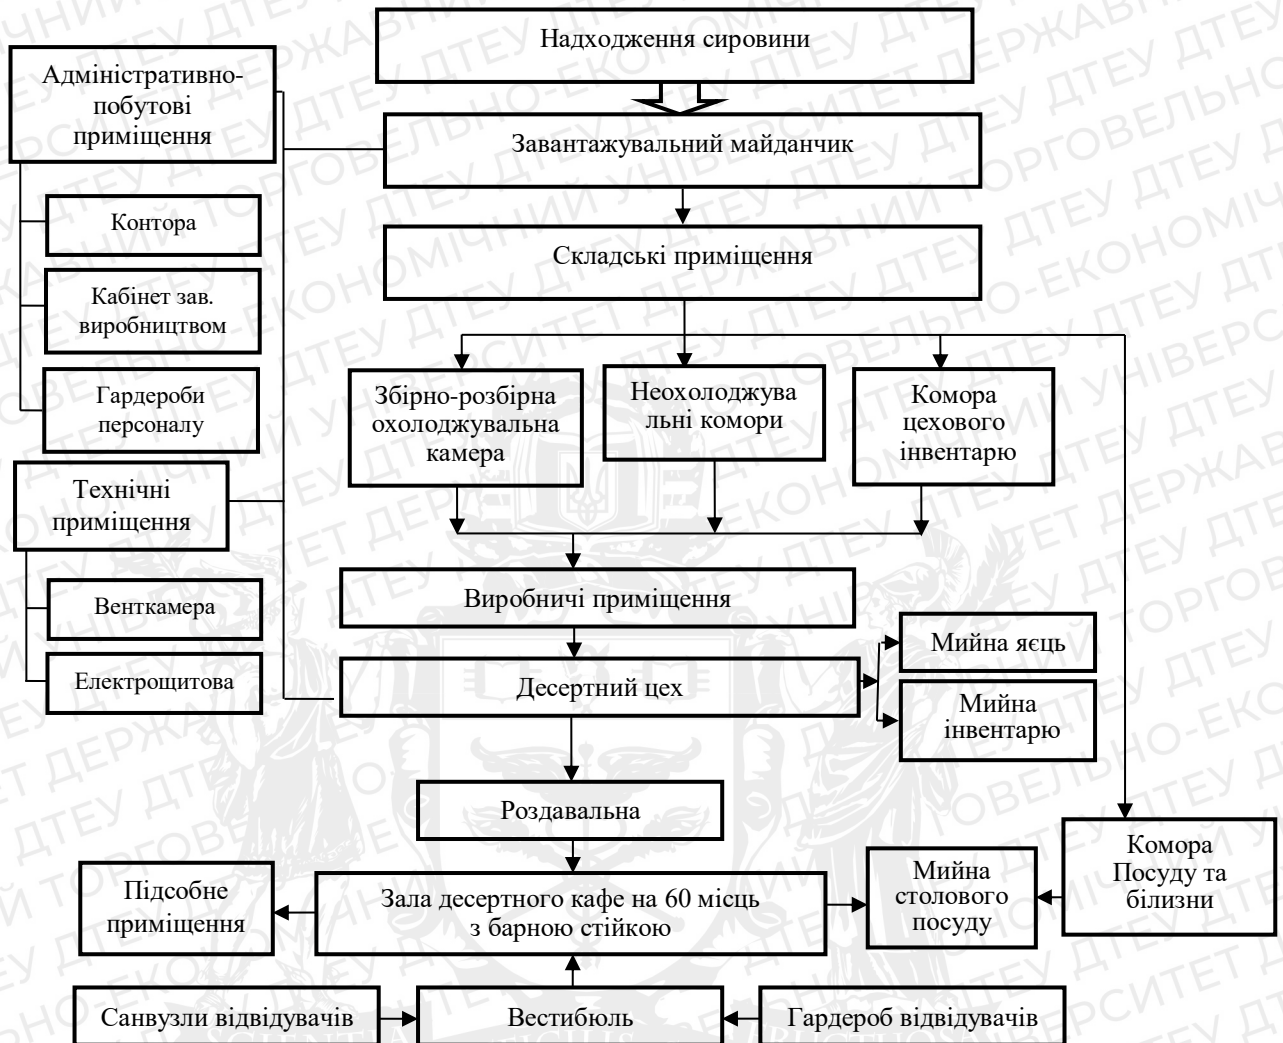 Надходження сировини
Адміністративно-
побутові
приміщення
Завантажувальний майданчик
Контора
Складські приміщення
Кабінет зав.
виробництвом
Гардероби
персоналу
Збірно-розбірна
охолоджувальна
камера
Неохолоджува
льні комори
Комора
цехового
інвентарю
Технічні
приміщення
Венткамера
Електрощитова
Виробничі приміщення
Десертний цех
Мийна яєць
Мийна
інвентарю
Роздавальна
Підсобне
приміщення
Зала десертного кафе на 60 місць
з барною стійкою
Мийна
столового
посуду
Комора
Посуду та
білизни
Санвузли відвідувачів
Вестибюль
Гардероб відвідувачів